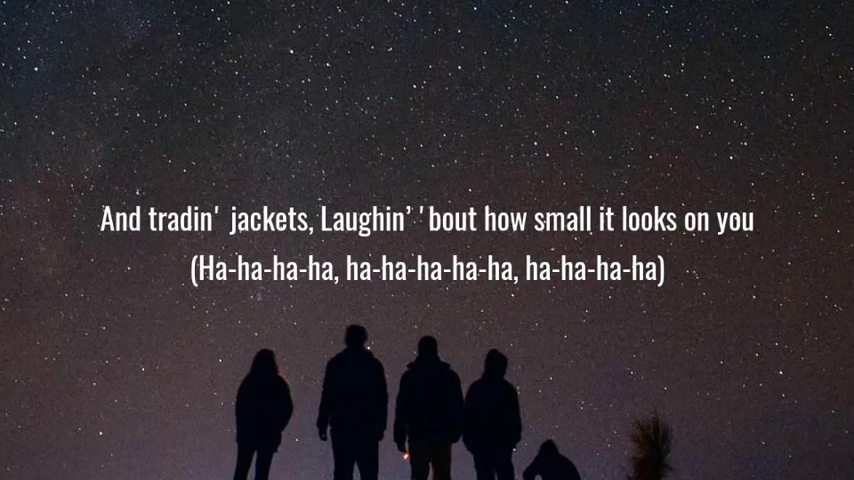 And tradin' jackets, Laughin’ 'bout how small it looks on you
(Ha-ha-ha-ha, ha-ha-ha-ha-ha, ha-ha-ha-ha)